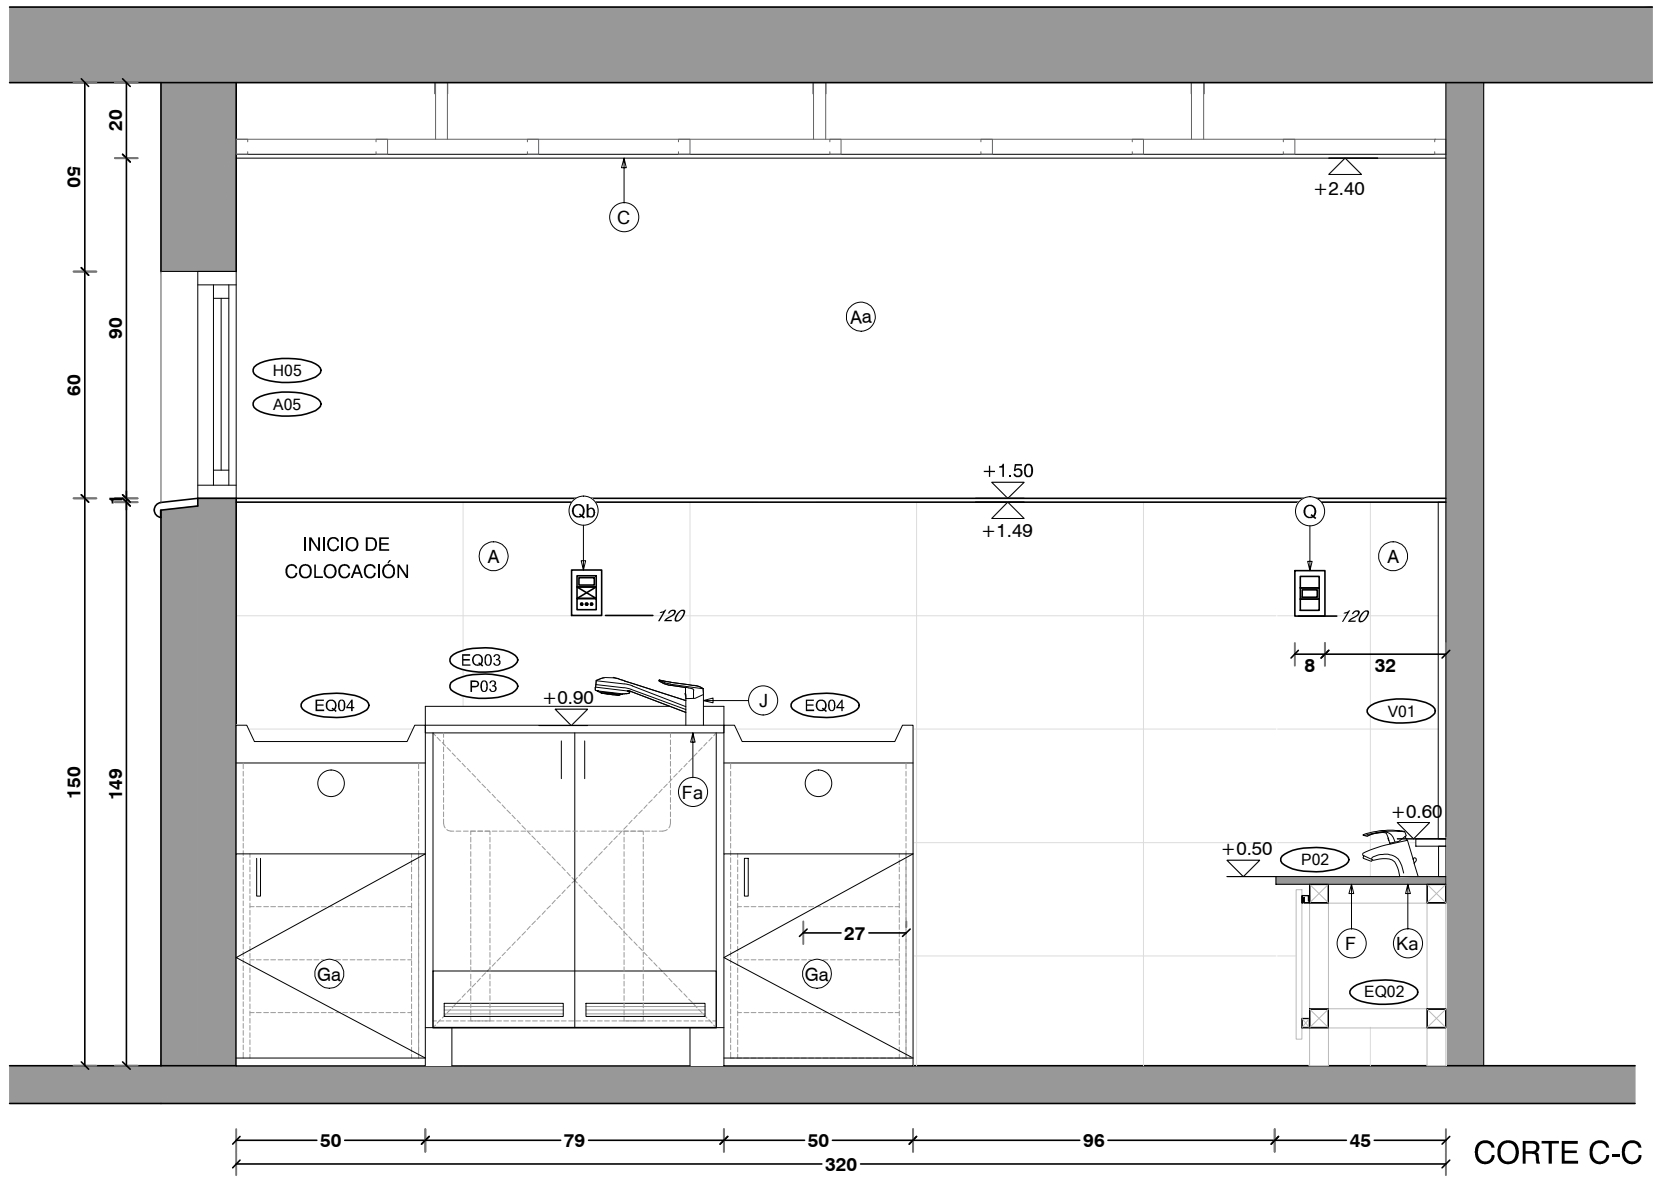 20
50
C
+2.40
Aa
90
60
H05
A05
+1.50
1
Qb
+1.49
Q
INICIO DE
COLOCACIÓN
A
A
120
120
8
32
EQ03
P03
EQ04
+0.90
J
EQ04
V01
150
149
Fa
+0.60
+0.50
P02
27
F
Ka
Ga
Ga
EQ02
50
79
50
96
45
320
CORTE C-C